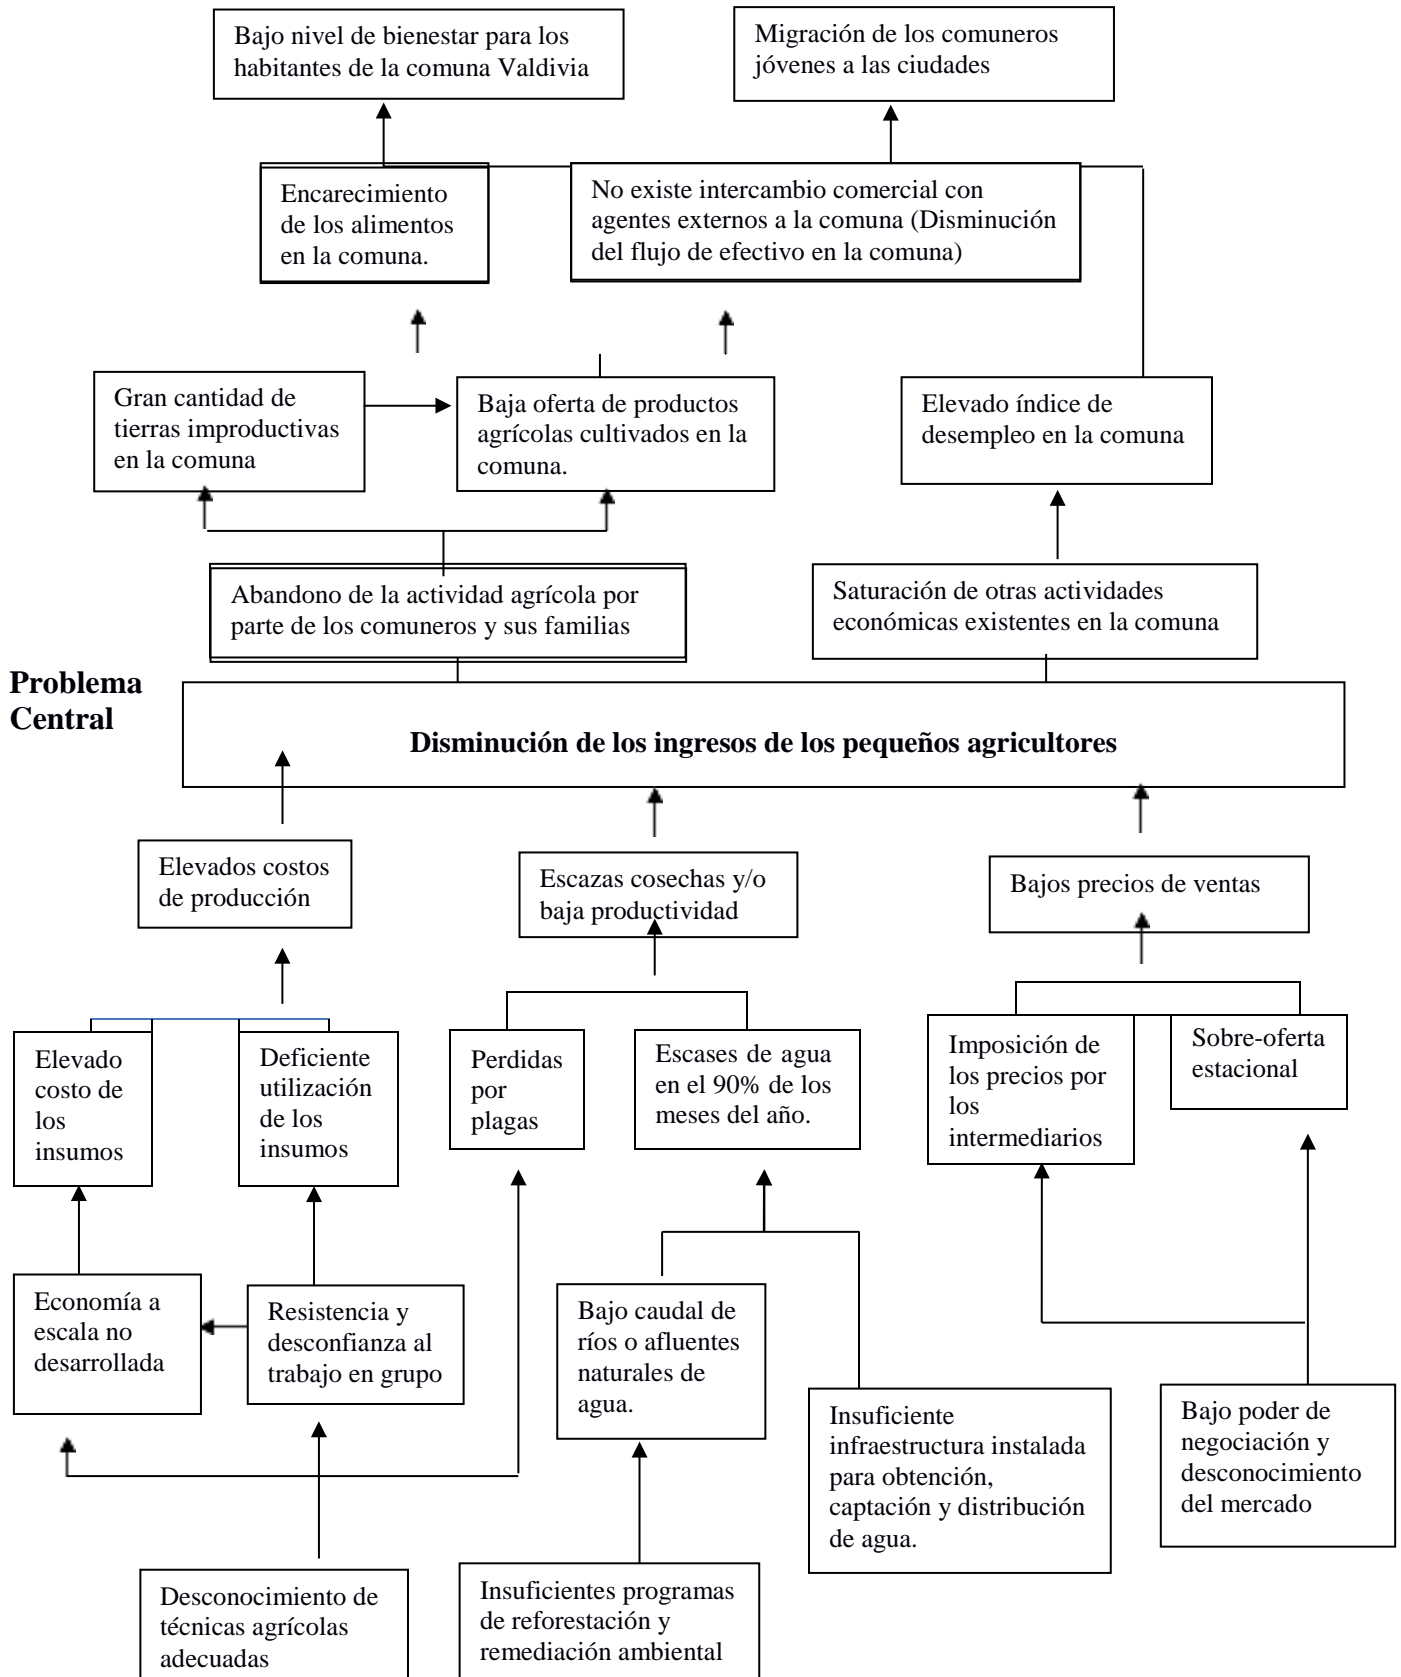 Bajo nivel de bienestar para los
habitantes de la comuna Valdivia
Migración de los comuneros
jóvenes a las ciudades
Encarecimiento
de los alimentos
en la comuna.
No existe intercambio comercial con
agentes externos a la comuna (Disminución
del flujo de efectivo en la comuna)
Gran cantidad de
tierras improductivas
en la comuna
Baja oferta de productos
agrícolas cultivados en la
comuna.
Elevado índice de
desempleo en la comuna
Abandono de la actividad agrícola por
parte de los comuneros y sus familias
Saturación de otras actividades
económicas existentes en la comuna
Problema
Central
Disminución de los ingresos de los pequeños agricultores
Elevados costos
de producción
Escazas cosechas y/o
baja productividad
Bajos precios de ventas
Elevado
costo de
los
insumos
Deficiente
utilización
de los
insumos
Perdidas
por
plagas
Escases de agua
en el 90% de los
meses del año.
Imposición de
los precios por
los
intermediarios
Sobre-oferta
estacional
Economía a
escala no
desarrollada
Resistencia y
desconfianza al
trabajo en grupo
Bajo caudal de
ríos o afluentes
naturales de
agua.
Insuficiente
infraestructura instalada
para obtención,
captación y distribución
de agua.
Bajo poder de
negociación y
desconocimiento
del mercado
Desconocimiento de
técnicas agrícolas
adecuadas
Insuficientes programas
de reforestación y
remediación ambiental